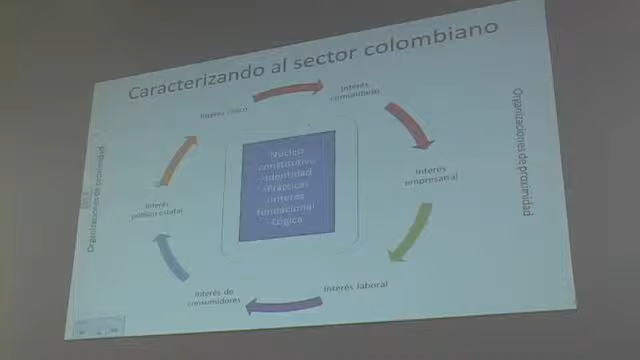 Caracterizando al sector colombiano
Interés cívico
Interés
comunitario
Organizaciones de proximidad
Organizaciones de proximidad
Núcleo
constitutivo
Identidad
Prácticas
Interés
fundacional
Lógica
Interés
empresarial
Interés
público estatal
Interés de
consumidores
Interés laboral